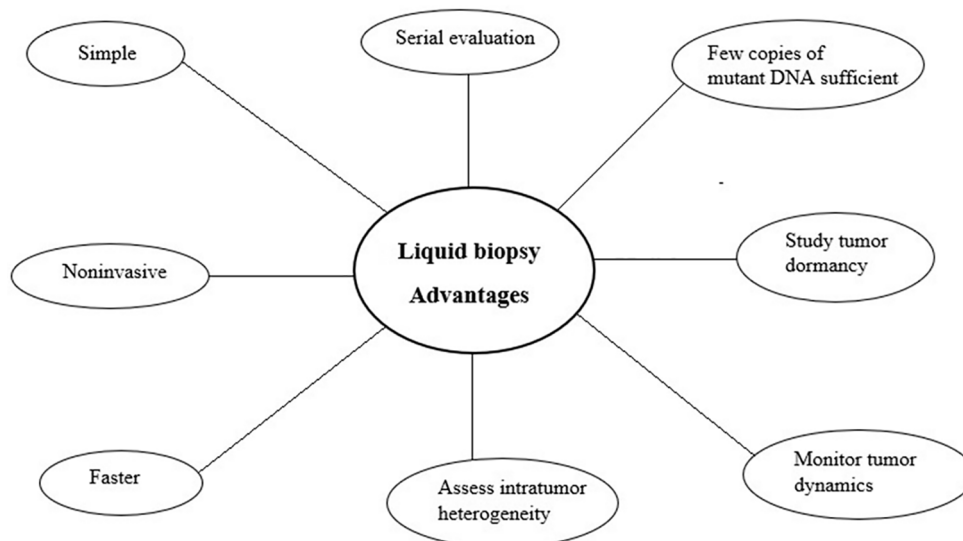 Simple
Serial evaluation
Few copies of
mutant DNA sufficient
Liquid biopsy
Advantages
Noninvasive
Study tumor
dormancy
Faster
Assess intratumor
heterogeneity
Monitor tumor
dynamics